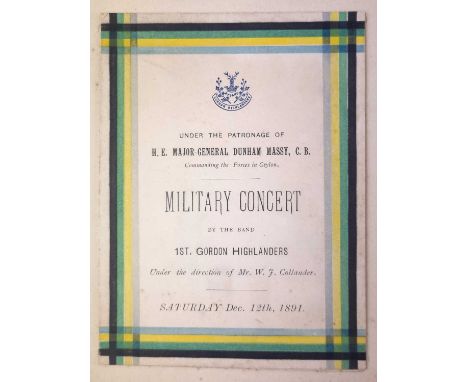 UNDER THE PATRONAGE OF
H. E. MAJOR-GENERAL DUNHAM MASSY, C. B.
Commanding the Forces in Ceylon.
MILITARY CONCERT
BY THE BAND
1ST. GORDON HIGHLANDERS
Under the direction of Mr. W. J. Collander.
SATURDAY Dec. 12th, 1891.